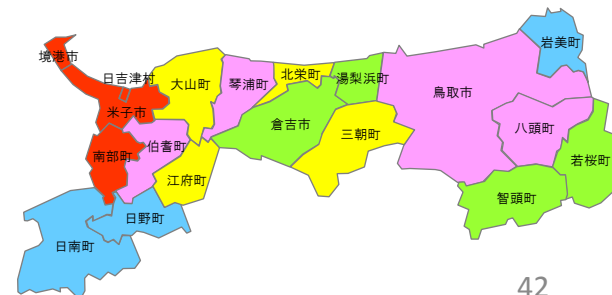 境港市
日吉津村
米子市
大山町
琴浦町
北栄町
湯梨浜町
鳥取市
岩美町
南部町
伯耆町
倉吉市
三朝町
八頭町
若桜町
江府町
智頭町
日野町
日南町
42